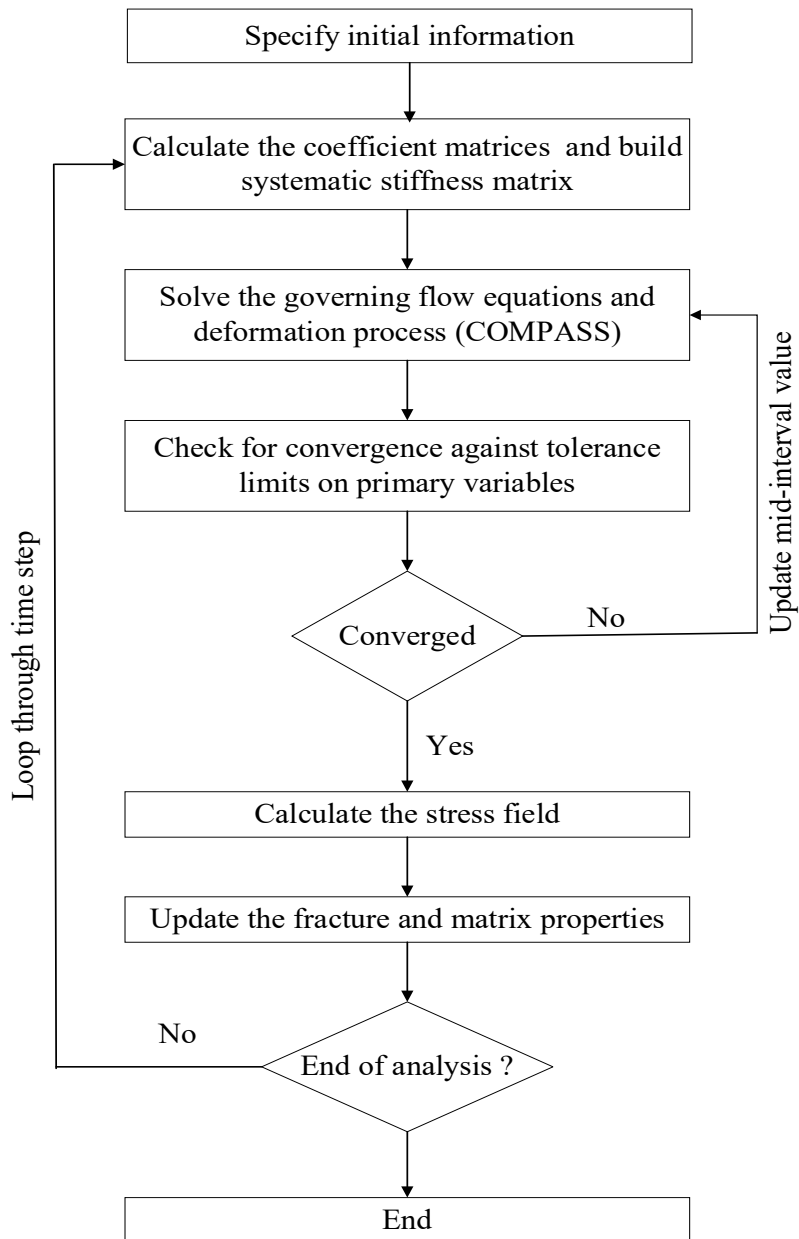 Specify initial information
Calculate the coefficient matrices and build
systematic stiffness matrix
Solve the governing flow equations and
deformation process (COMPASS)
Update mid-interval value
Check for convergence against tolerance
limits on primary variables
Converged
No
Yes
Loop through time step
Calculate the stress field
Update the fracture and matrix properties
No
End of analysis ?
End